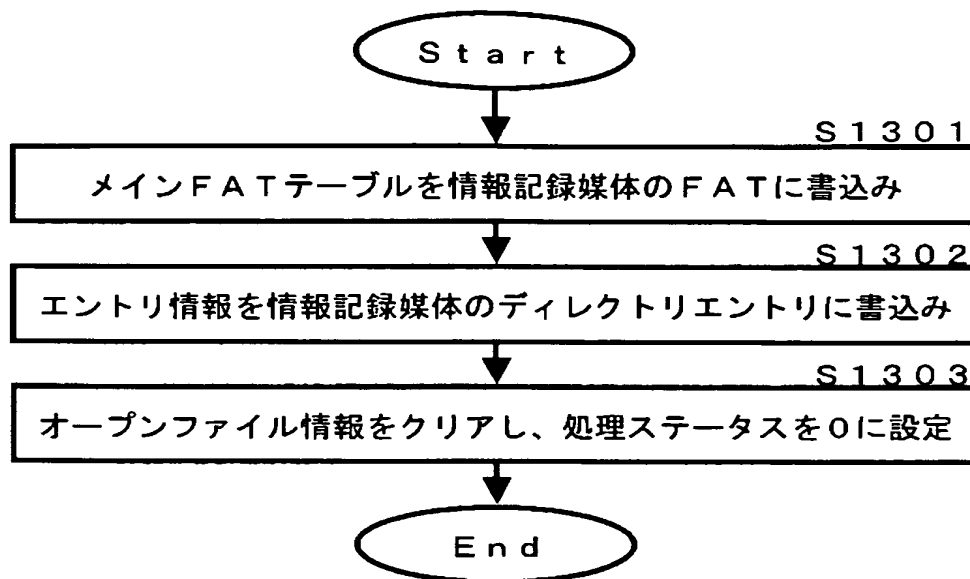 Ｓｔａｒｔ
Ｓ１３０１
メインＦＡＴテーブルを情報記録媒体のＦＡＴに書込み
Ｓ１３０２
エントリ情報を情報記録媒体のディレクトリエントリに書込み
Ｓ１３０３
オープンファイル情報をクリアし、処理ステータスを０に設定
Ｅｎｄ